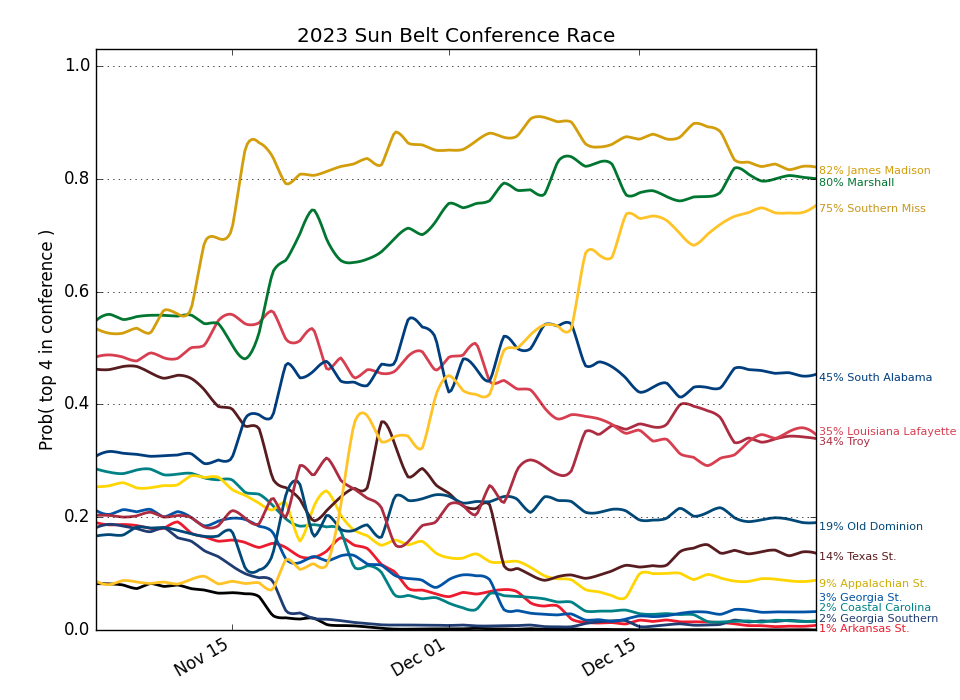 2023 Sun Belt Conference Race
Prob( top 4 in conference )
1.0
0.8
0.6
0.4
0.2
0.0
Nov 15
Dec 01
Dec 15
82% James Madison
80% Marshall
75% Southern Miss
45% South Alabama
35% Louisiana Lafayette
34% Troy
19% Old Dominion
14% Texas St.
9% Appalachian St.
3% Georgia St.
2% Coastal Carolina
2% Georgia Southern
1% Arkansas St.